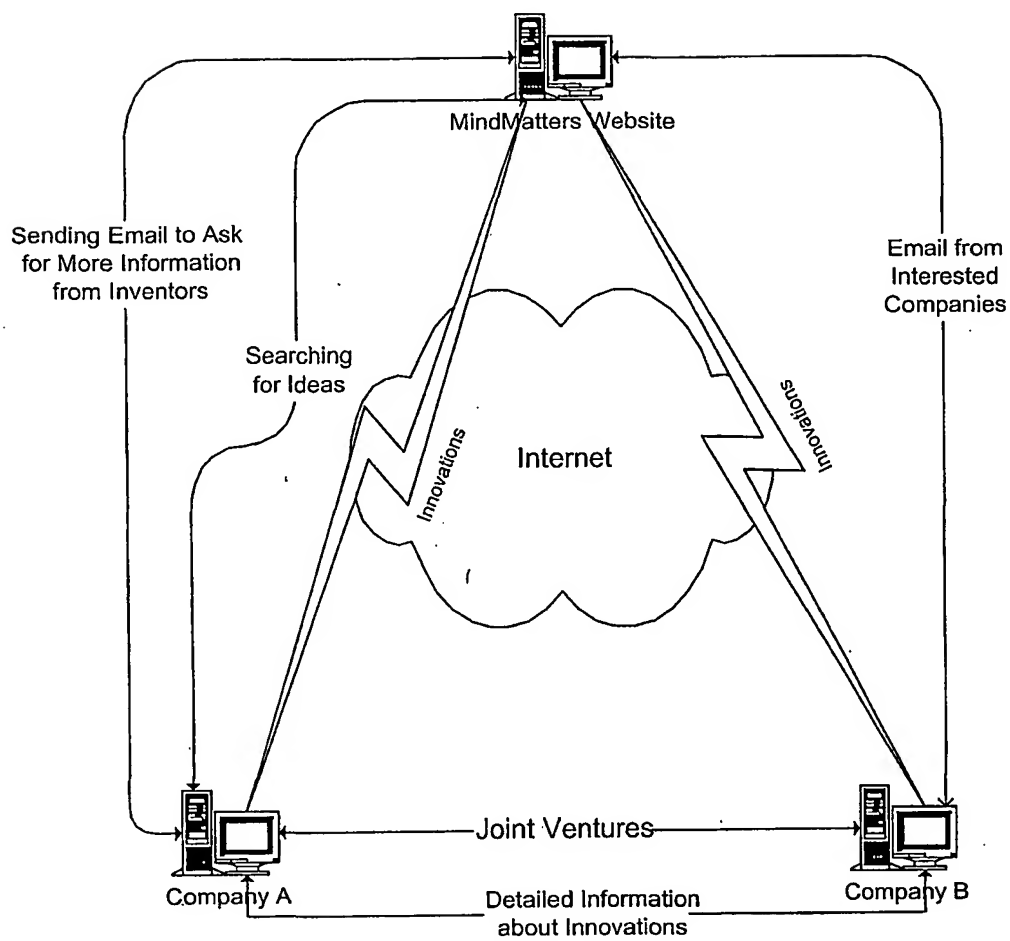 MindMatters Website
Sending Email to Ask
for More Information
from Inventors
Email from
Interested
Companies
Searching
for Ideas
Innovations
Internet
Innovations
Joint Ventures
Company A
Company B
Detailed Information
about Innovations